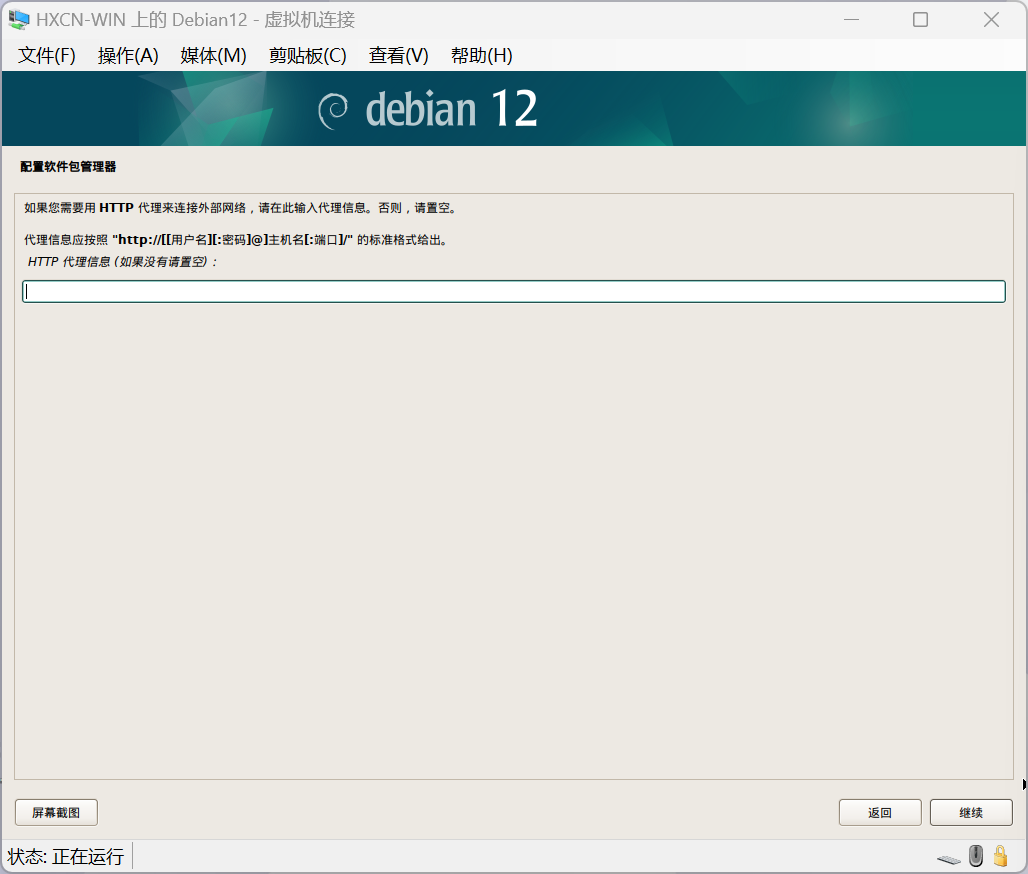 HXCN-WIN 上的 Debian12 - 虚拟机连接
文件(F) 操作(A) 媒体(M) 剪贴板(C) 查看(V) 帮助(H)
debian 12
配置软件包管理器
如果您需要用 HTTP 代理来连接外部网络，请在此输入代理信息。否则，请置空。
代理信息应按照 "http://[[用户名][:密码]@]主机名[:端口]/" 的标准格式给出。
HTTP 代理信息 (如果没有请置空)：
屏幕截图 返回 继续
状态: 正在运行